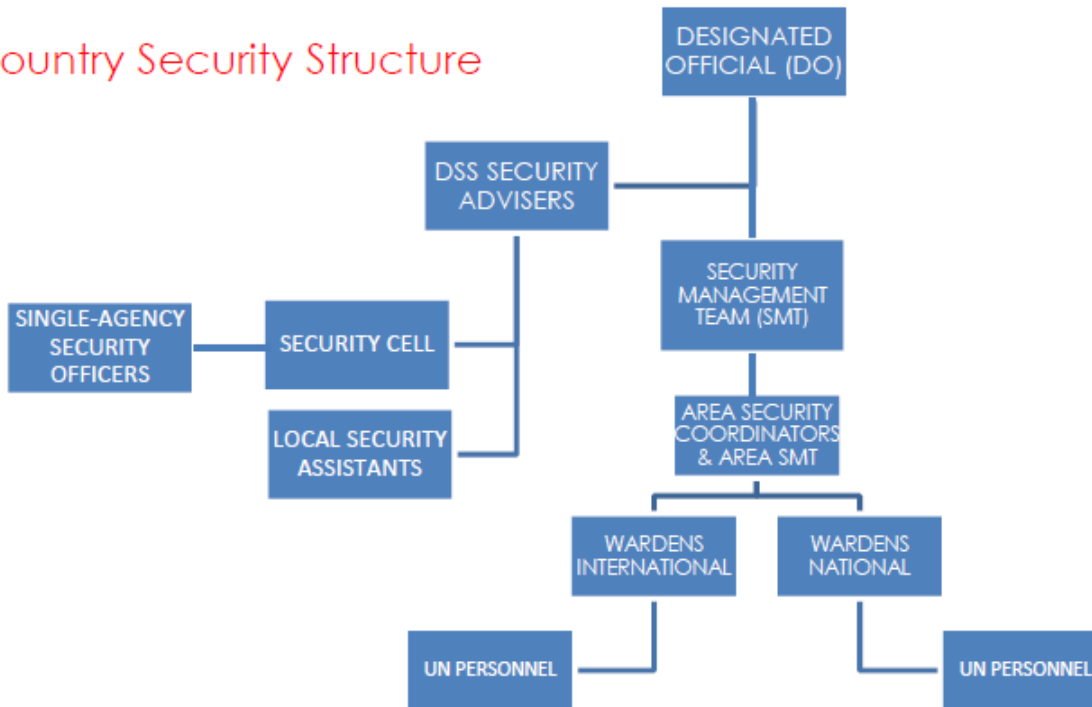 ountry Security Structure
DESIGNATED
OFFICIAL (DO)
DSS SECURITY
ADVISERS
SECURITY
MANAGEMENT
TEAM (SMT)
SINGLE-AGENCY
SECURITY
OFFICERS
SECURITY CELL
AREA SECURITY
COORDINATORS
& AREA SMT
LOCAL SECURITY
ASSISTANTS
WARDENS
INTERNATIONAL
WARDENS
NATIONAL
UN PERSONNEL
UN PERSONNEL